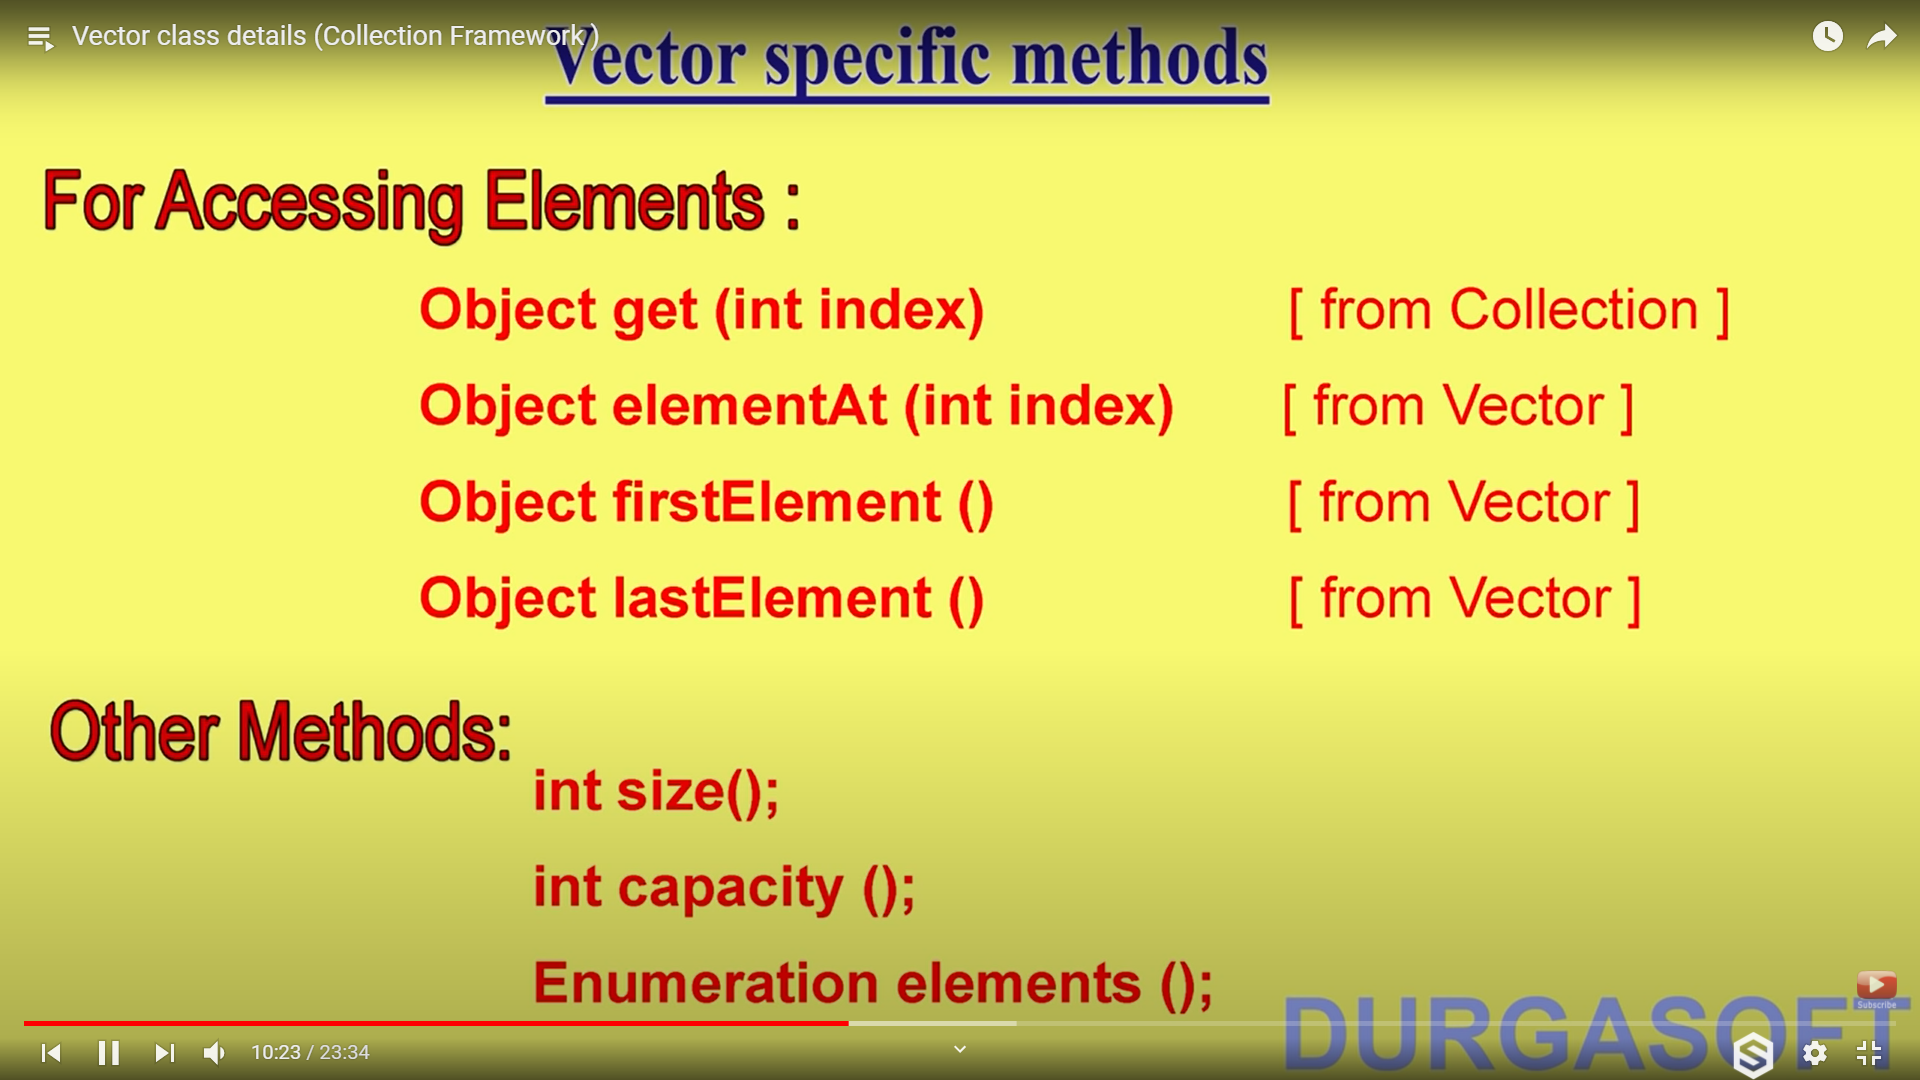 Vector class details (Collection Framework )
Vector specific methods
For Accessing Elements :
Object get (int index) [ from Collection ]
Object elementAt (int index) [ from Vector ]
Object firstElement () [ from Vector ]
Object lastElement () [ from Vector ]
Other Methods:
int size();
int capacity ();
Enumeration elements ();
Subscribe
DURGASOFT
10:23 / 23:34